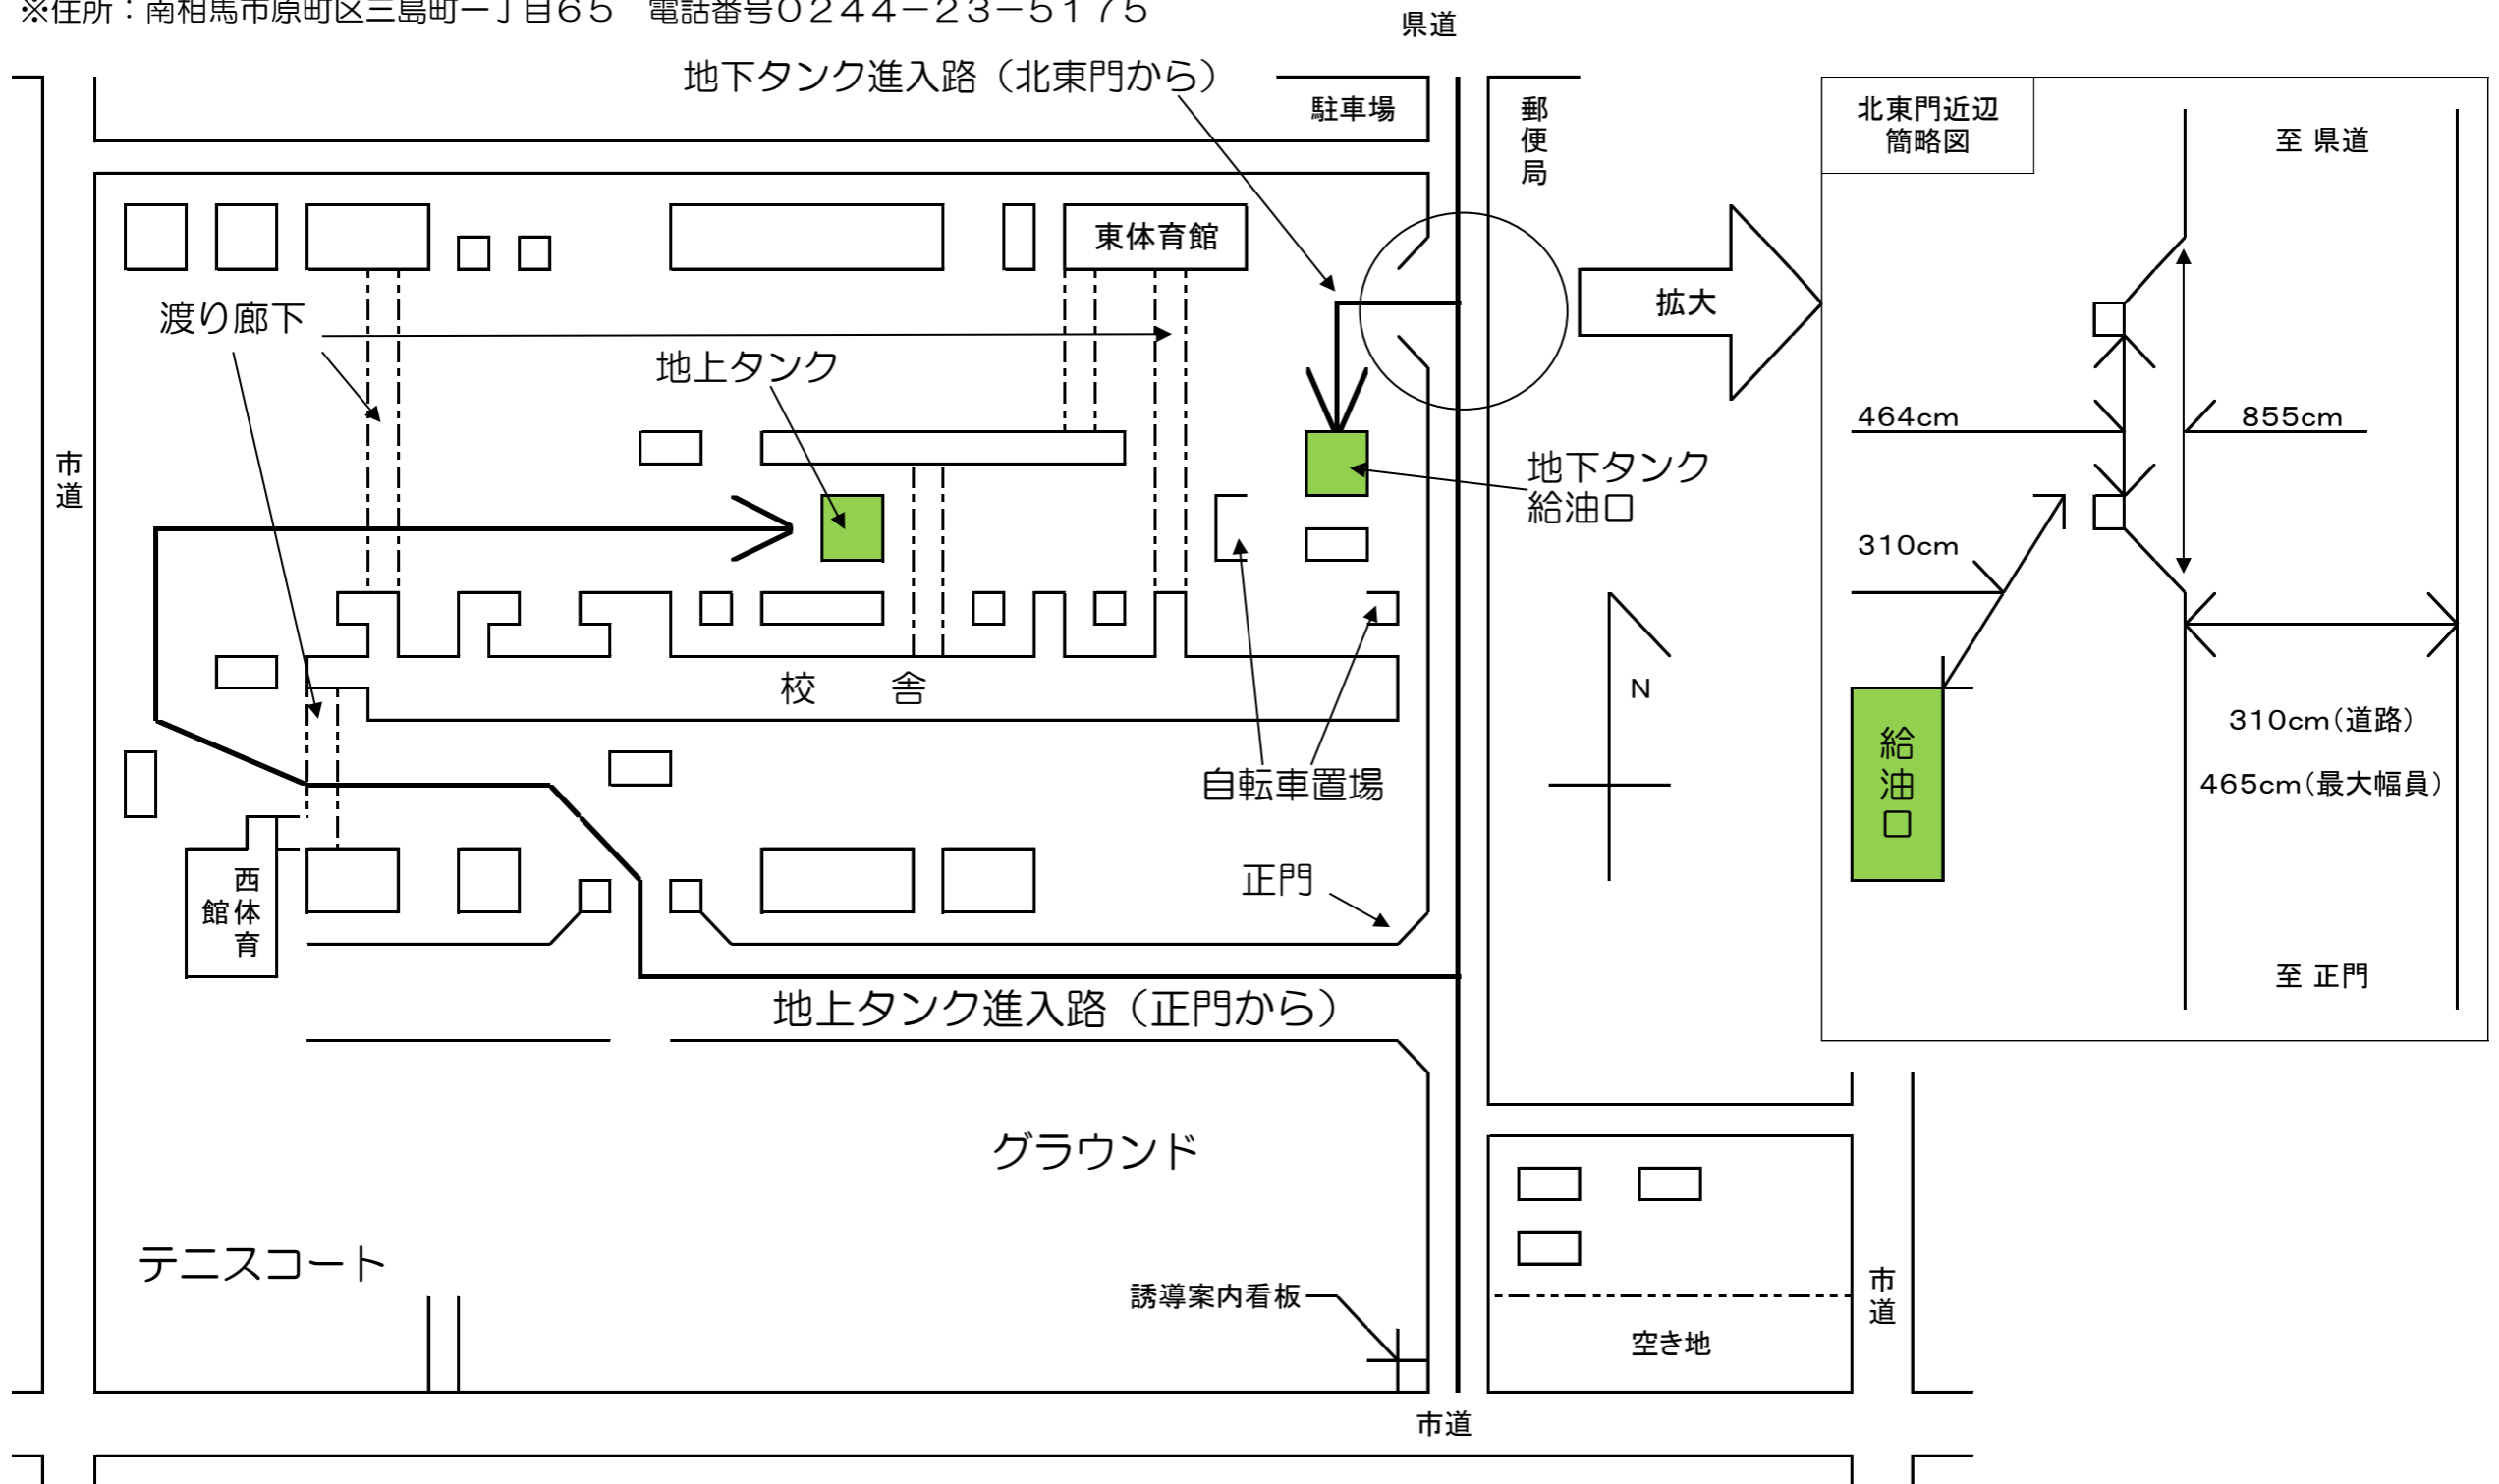 ※住所：南相馬市原町区三島町一丁目６５　電話番号０２４４－２３－５１７５
県道
地下タンク進入路（北東門から）
駐車場
郵便局
北東門近辺
簡略図
至 県道
東体育館
拡大
渡り廊下
地上タンク
464cm
855cm
市道
地下タンク
給油口
310cm
校　舎
N
310cm（道路）
給油口
自転車置場
465cm（最大幅員）
正門
西体育館
至 正門
地上タンク進入路（正門から）
グラウンド
テニスコート
誘導案内看板
市道
空き地
市道